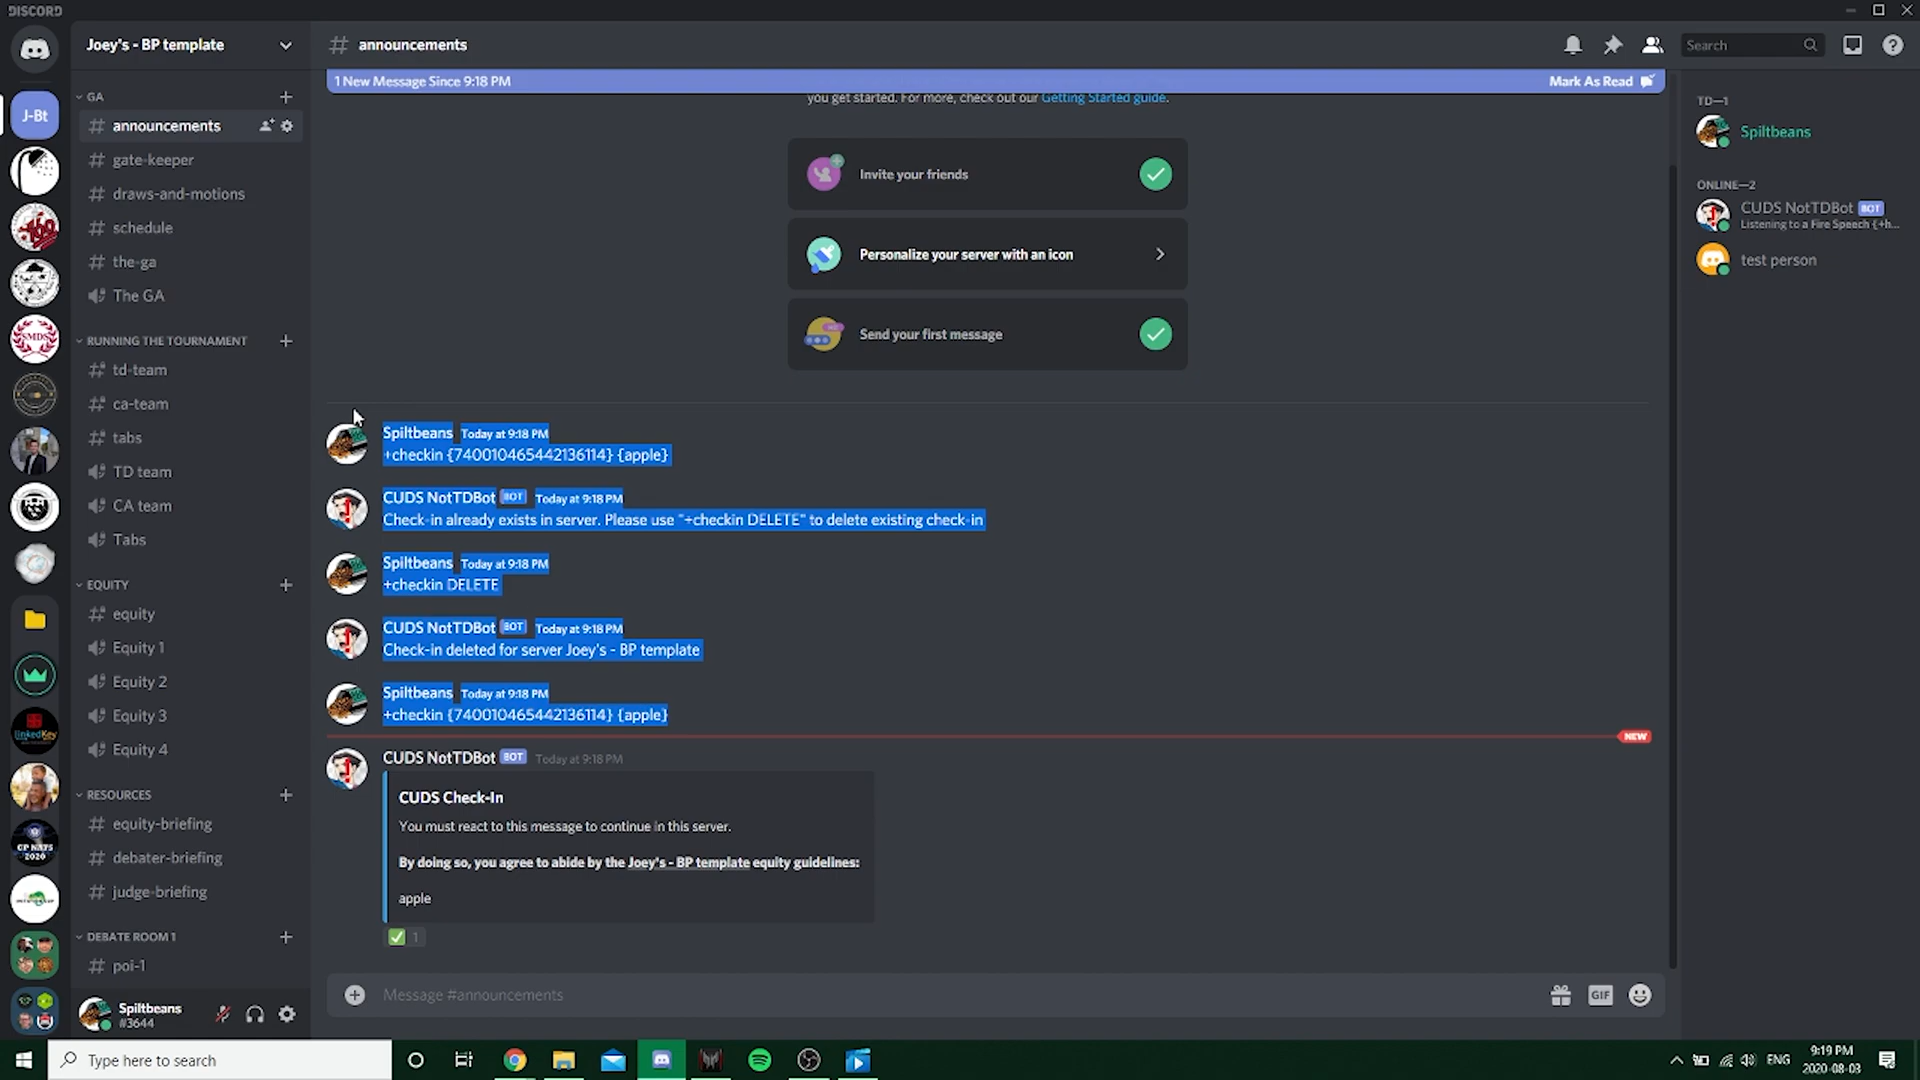 DISCORD
Joey's - BP template
announcements
Search
J-Bt
GA
announcements
gate-keeper
draws-and-motions
schedule
the-ga
The GA
RUNNING THE TOURNAMENT
td-team
ca-team
tabs
TD team
CA team
Tabs
EQUITY
equity
Equity 1
Equity 2
Equity 3
Equity 4
RESOURCES
equity-briefing
debater-briefing
judge-briefing
DEBATE ROOM 1
poi-1
Spiltbeans
#3644
SMDS
linkedKey
CP NATS
2020
1 New Message Since 9:18 PM
Mark As Read
you get started. For more, check out our Getting Started guide.
Invite your friends
Personalize your server with an icon
Send your first message
Spiltbeans Today at 9:18 PM
+checkin {740010465442136114} {apple}
CUDS NotTDBot BOT Today at 9:18 PM
Check-in already exists in server. Please use "+checkin DELETE" to delete existing check-in
Spiltbeans Today at 9:18 PM
+checkin DELETE
CUDS NotTDBot BOT Today at 9:18 PM
Check-in deleted for server Joey's - BP template
Spiltbeans Today at 9:18 PM
+checkin {740010465442136114} {apple}
NEW
CUDS NotTDBot BOT Today at 9:18 PM
CUDS Check-In
You must react to this message to continue in this server.
By doing so, you agree to abide by the Joey's - BP template equity guidelines:
apple
1
Message #announcements
GIF
TD—1
Spiltbeans
ONLINE—2
CUDS NotTDBot BOT
Listening to a Fire Speech {+h...
test person
Type here to search
ENG
9:19 PM
2020-08-03